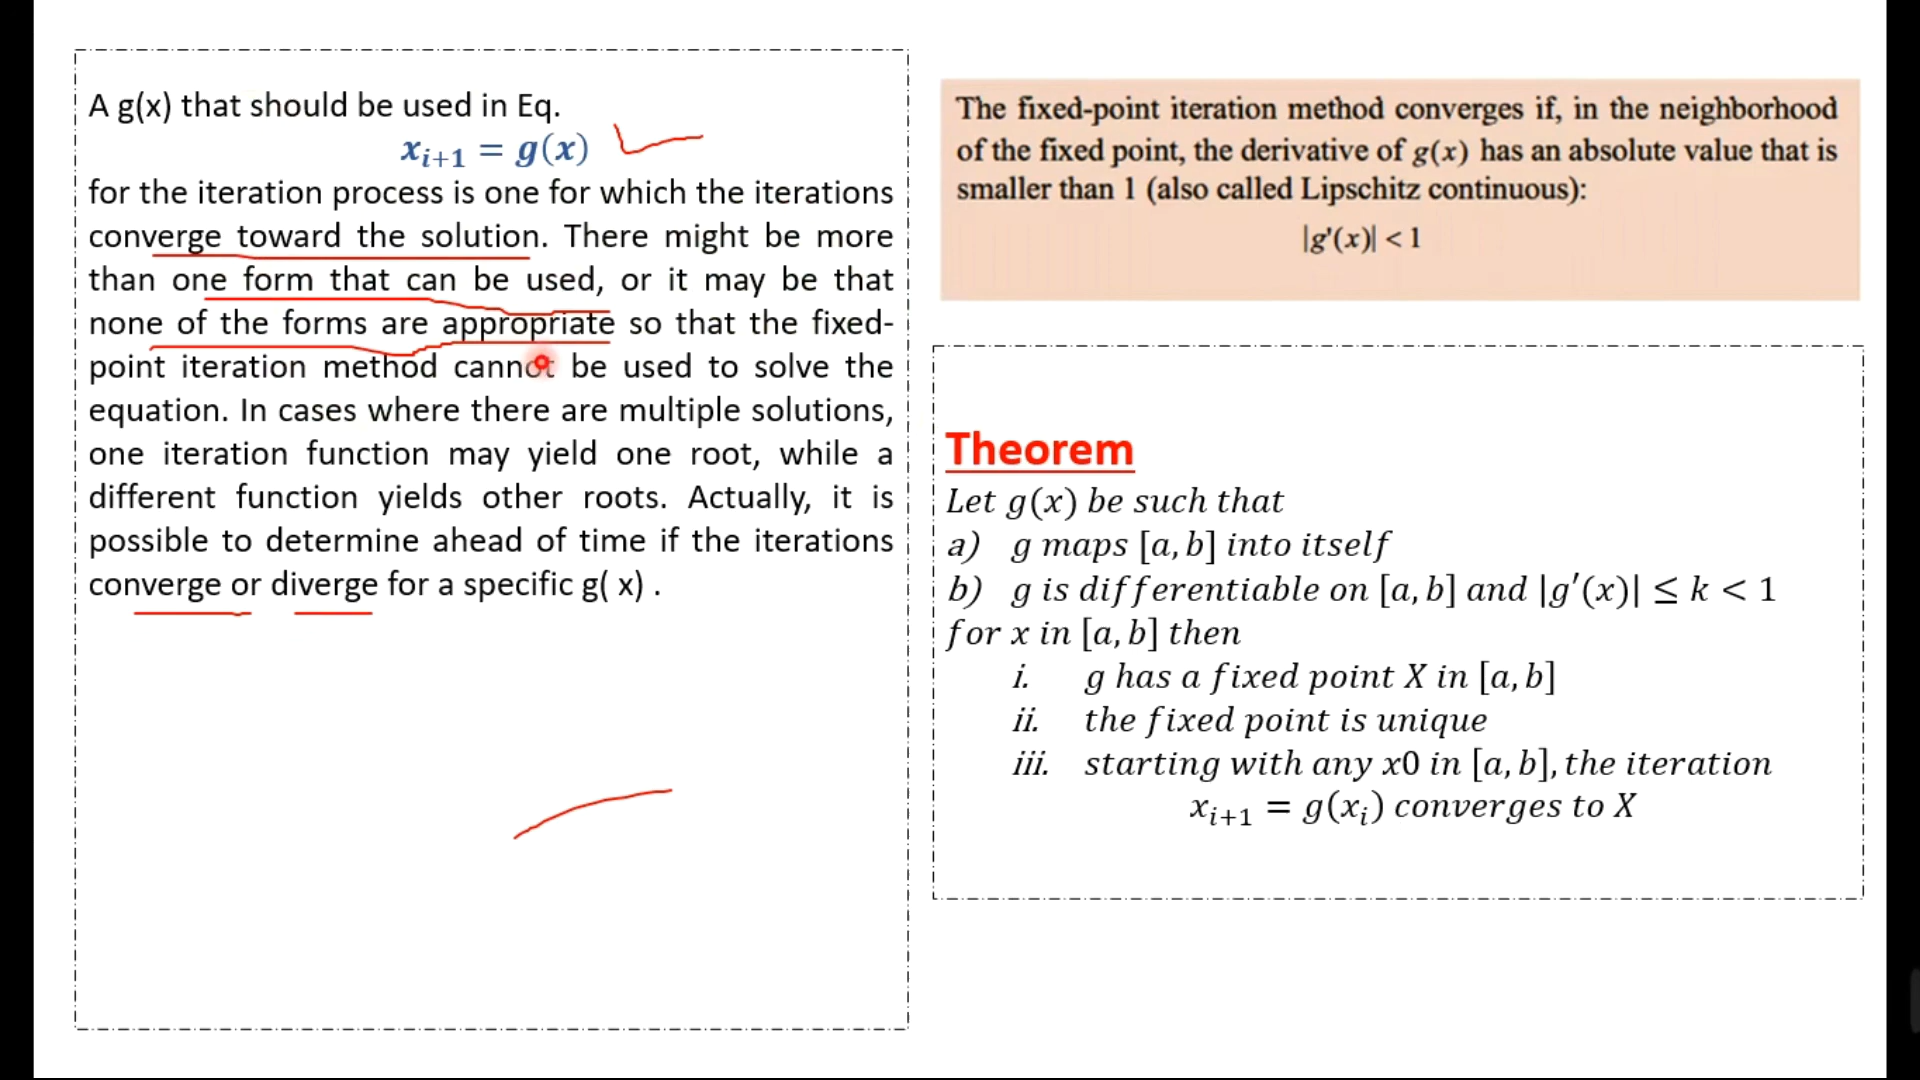 A g(x) that should be used in Eq.
xᵢ₊₁ = g(x)
for the iteration process is one for which the iterations
converge toward the solution. There might be more
than one form that can be used, or it may be that
none of the forms are appropriate so that the fixed-
point iteration method cannot be used to solve the
equation. In cases where there are multiple solutions,
one iteration function may yield one root, while a
different function yields other roots. Actually, it is
possible to determine ahead of time if the iterations
converge or diverge for a specific g( x) .
The fixed-point iteration method converges if, in the neighborhood
of the fixed point, the derivative of g(x) has an absolute value that is
smaller than 1 (also called Lipschitz continuous):
|g'(x)| < 1
Theorem
Let g(x) be such that
a) g maps [a, b] into itself
b) g is differentiable on [a, b] and |g′(x)| ≤ k < 1
for x in [a, b] then
i. g has a fixed point X in [a, b]
ii. the fixed point is unique
iii. starting with any x0 in [a, b], the iteration
xᵢ₊₁ = g(xᵢ) converges to X